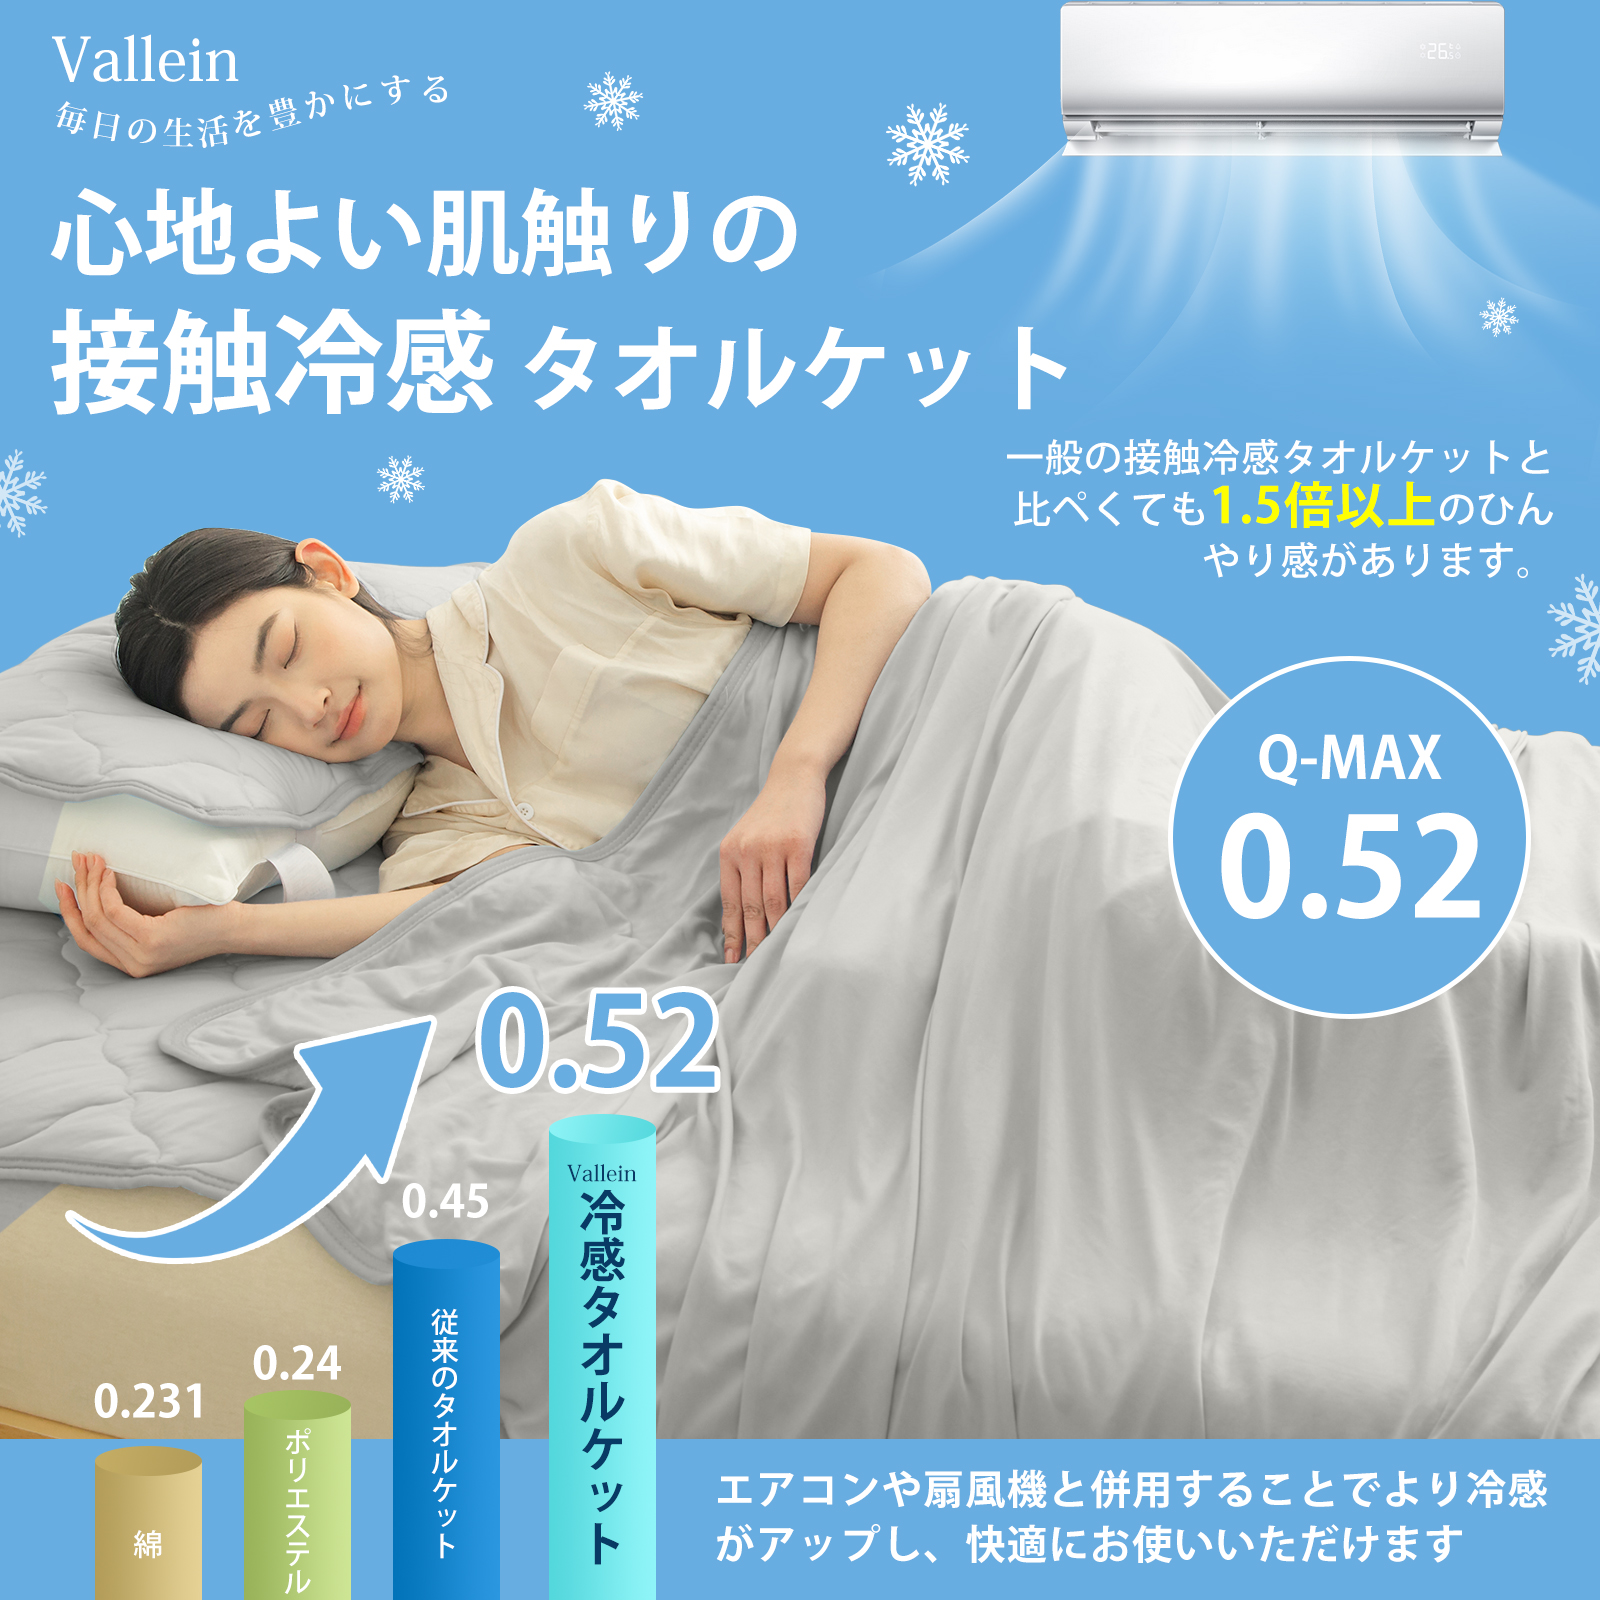 Vallein
毎日の生活を豊かにする
26
心地よい肌触りの
接触冷感 タオルケット
一般の接触冷感タオルケットと
比べくても1.5倍以上のひん
やり感があります。
Q-MAX
0.52
0.52
Vallein
冷感タオルケット
0.45
従来のタオルケット
0.24
ポリエステル
0.231
綿
エアコンや扇風機と併用することでより冷感
がアップし、快適にお使いいただけます